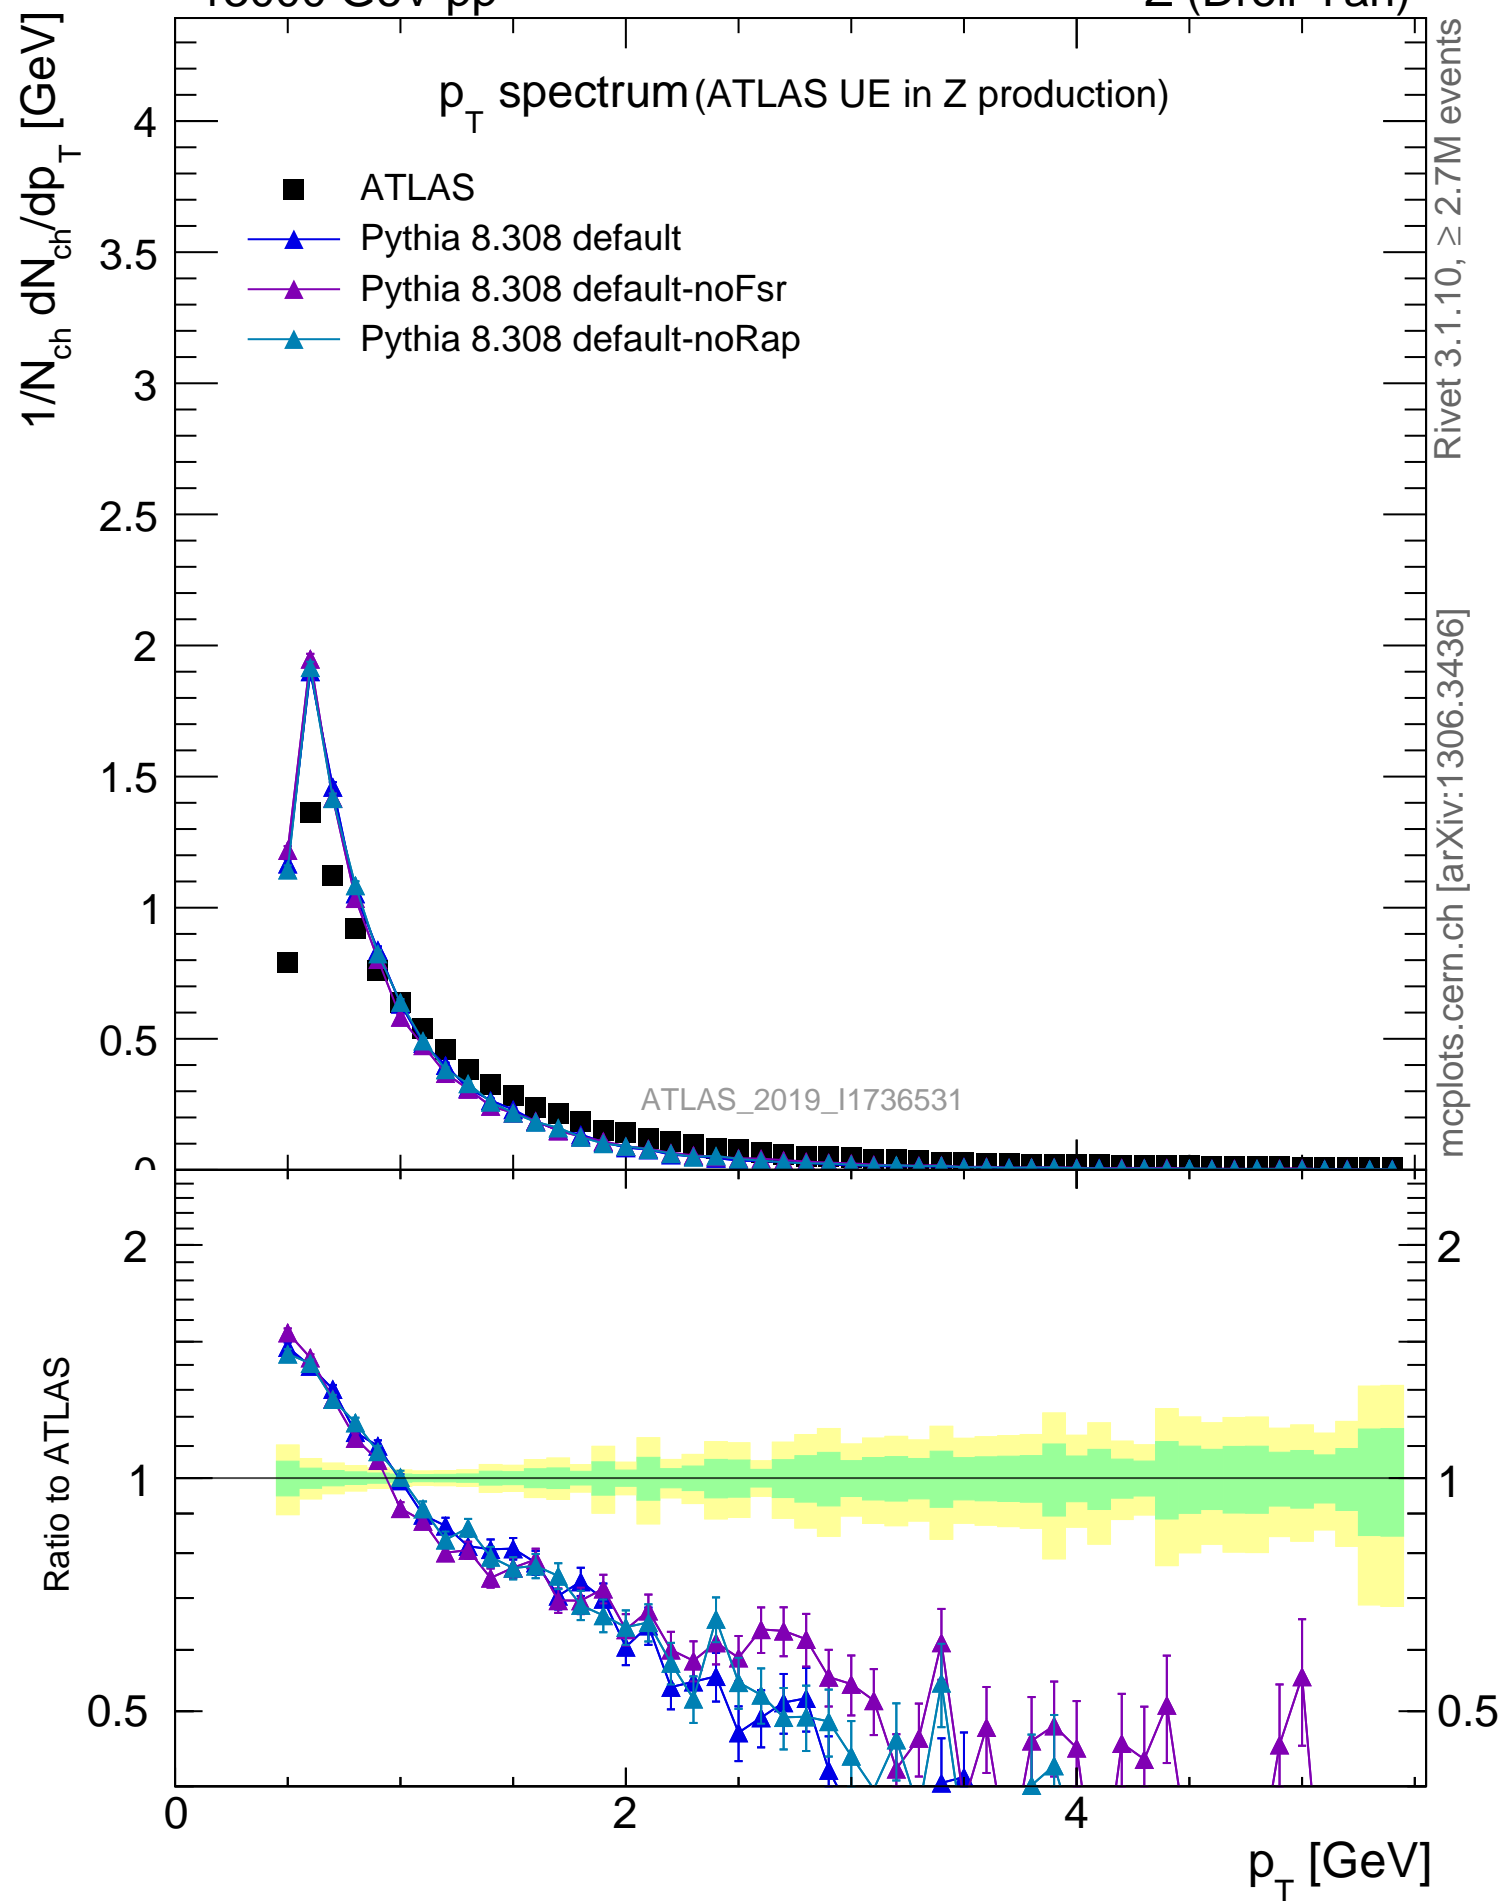 1/N_ch dN_ch/dp_T [GeV]
p_T spectrum (ATLAS UE in Z production)
ATLAS
Pythia 8.308 default
Pythia 8.308 default-noFsr
Pythia 8.308 default-noRap
4
3.5
3
2.5
2
1.5
1
0.5
0
ATLAS_2019_I1736531
Rivet 3.1.10, ≥ 2.7M events
mcplots.cern.ch [arXiv:1306.3436]
Ratio to ATLAS
2
1
0.5
2
1
0.5
0
2
4
p_T [GeV]